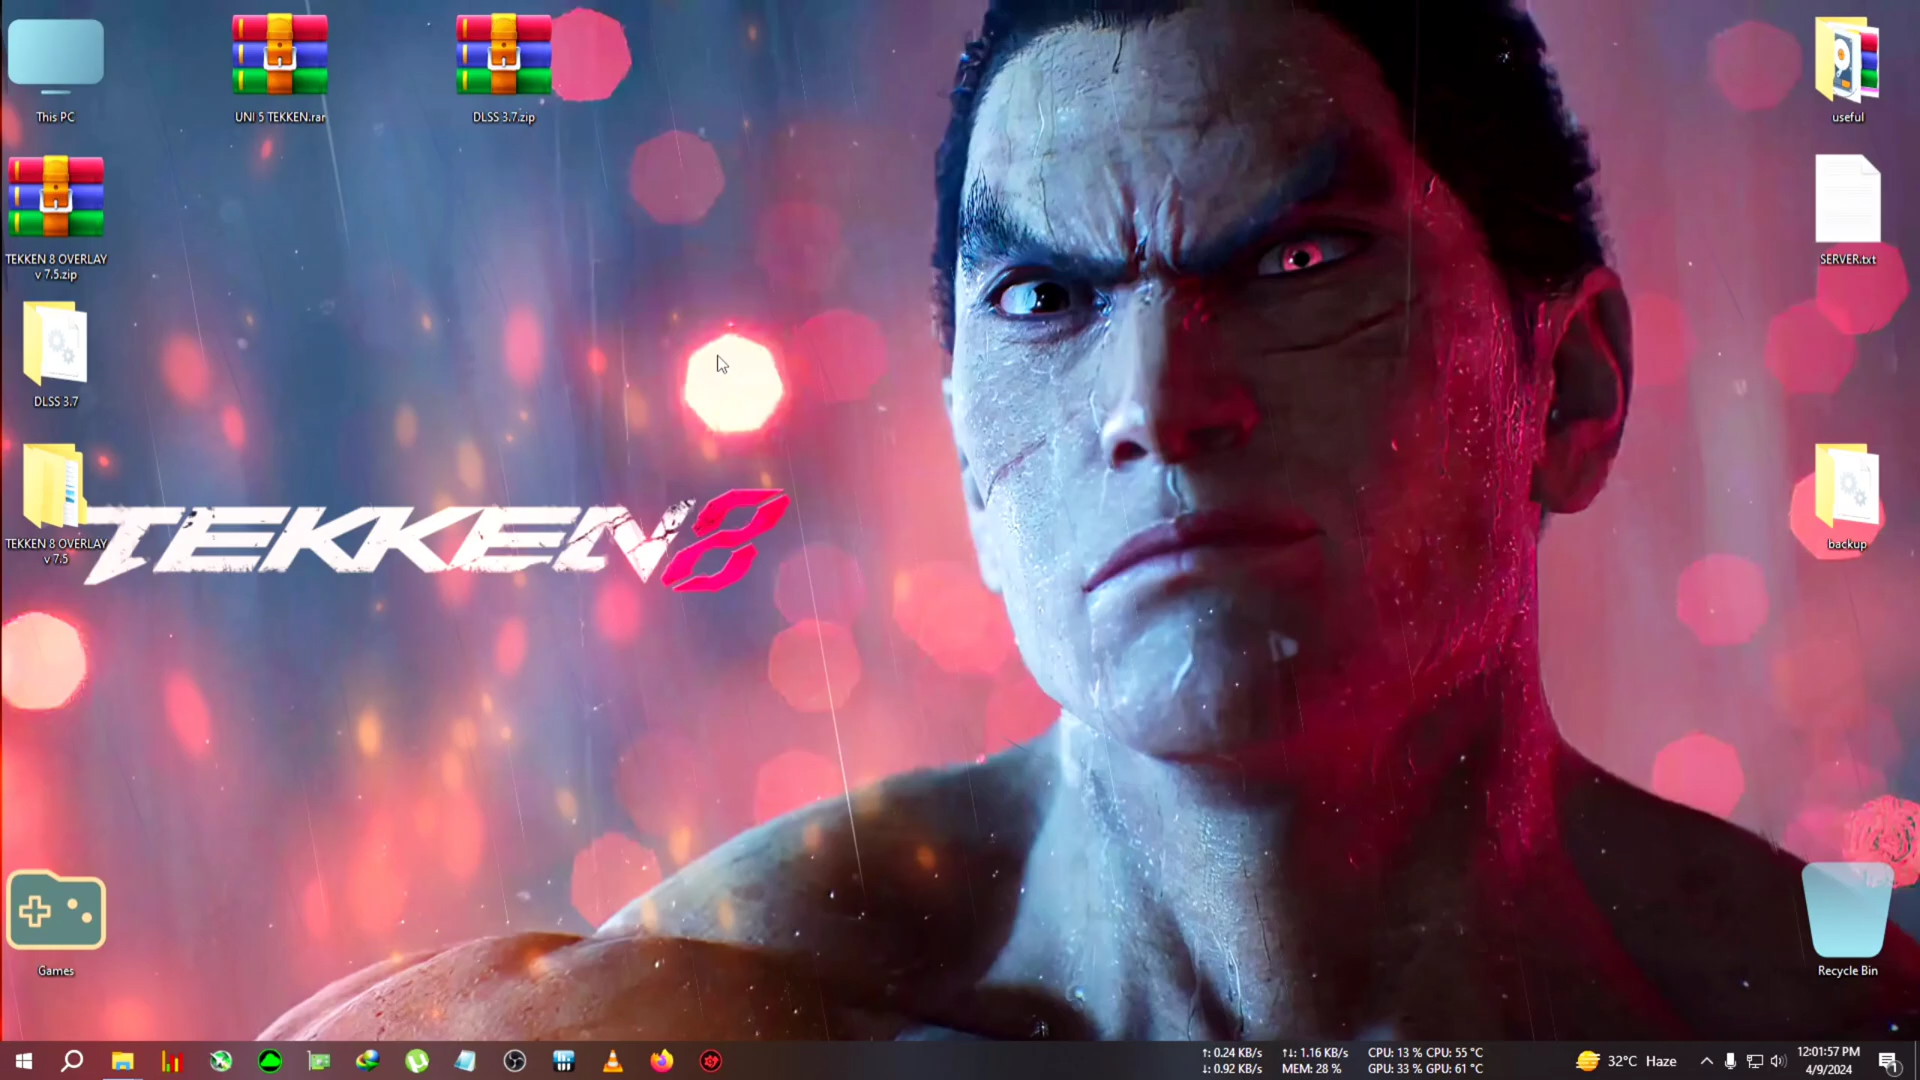 This PC
UNI 5 TEKKEN.rar
DLSS 3.7.zip
useful
TEKKEN 8 OVERLAY
v 7.5.zip
SERVER.txt
DLSS 3.7
TEKKEN 8
TEKKEN 8 OVERLAY
v 7.5
backup
Games
Recycle Bin
↑: 0.24 KB/s
↓: 0.92 KB/s
↑↓: 1.16 KB/s
MEM: 28 %
CPU: 13 % CPU: 55 °C
GPU: 33 % GPU: 61 °C
32°C Haze
12:01:57 PM
4/9/2024
1